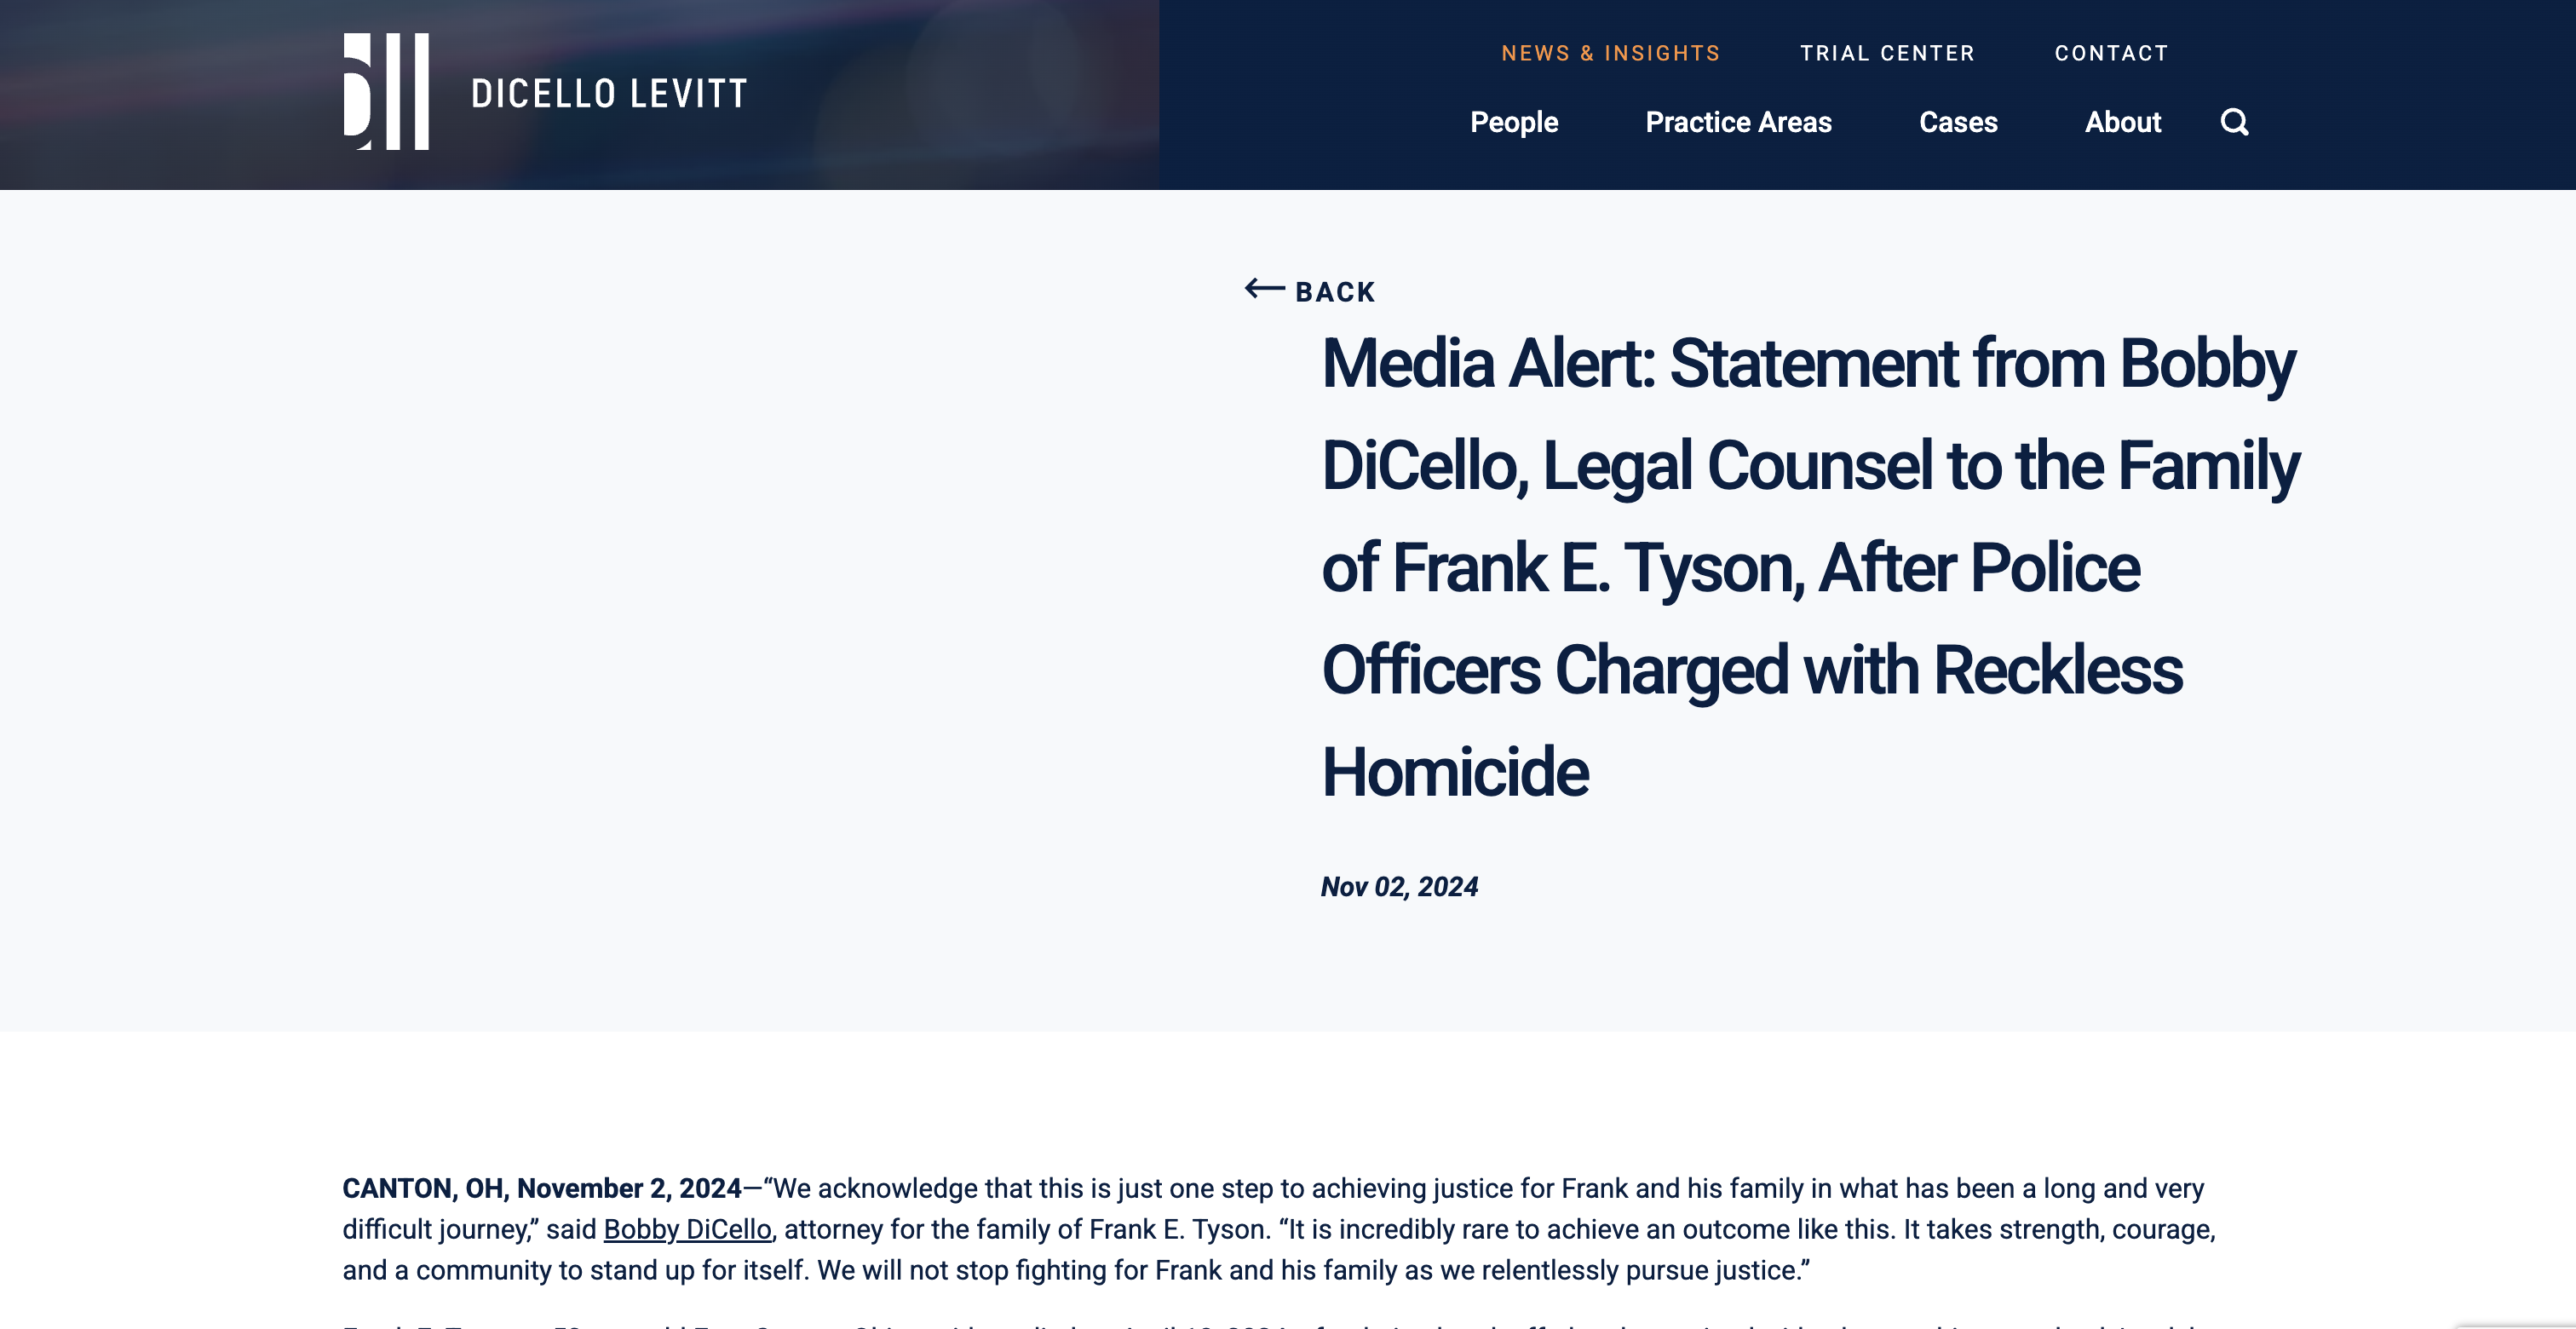 DICELLO LEVITT
NEWS & INSIGHTS
TRIAL CENTER
CONTACT
People
Practice Areas
Cases
About
BACK
Media Alert: Statement from Bobby
DiCello, Legal Counsel to the Family
of Frank E. Tyson, After Police
Officers Charged with Reckless
Homicide
Nov 02, 2024
CANTON, OH, November 2, 2024—“We acknowledge that this is just one step to achieving justice for Frank and his family in what has been a long and very
difficult journey,” said Bobby DiCello, attorney for the family of Frank E. Tyson. “It is incredibly rare to achieve an outcome like this. It takes strength, courage,
and a community to stand up for itself. We will not stop fighting for Frank and his family as we relentlessly pursue justice.”